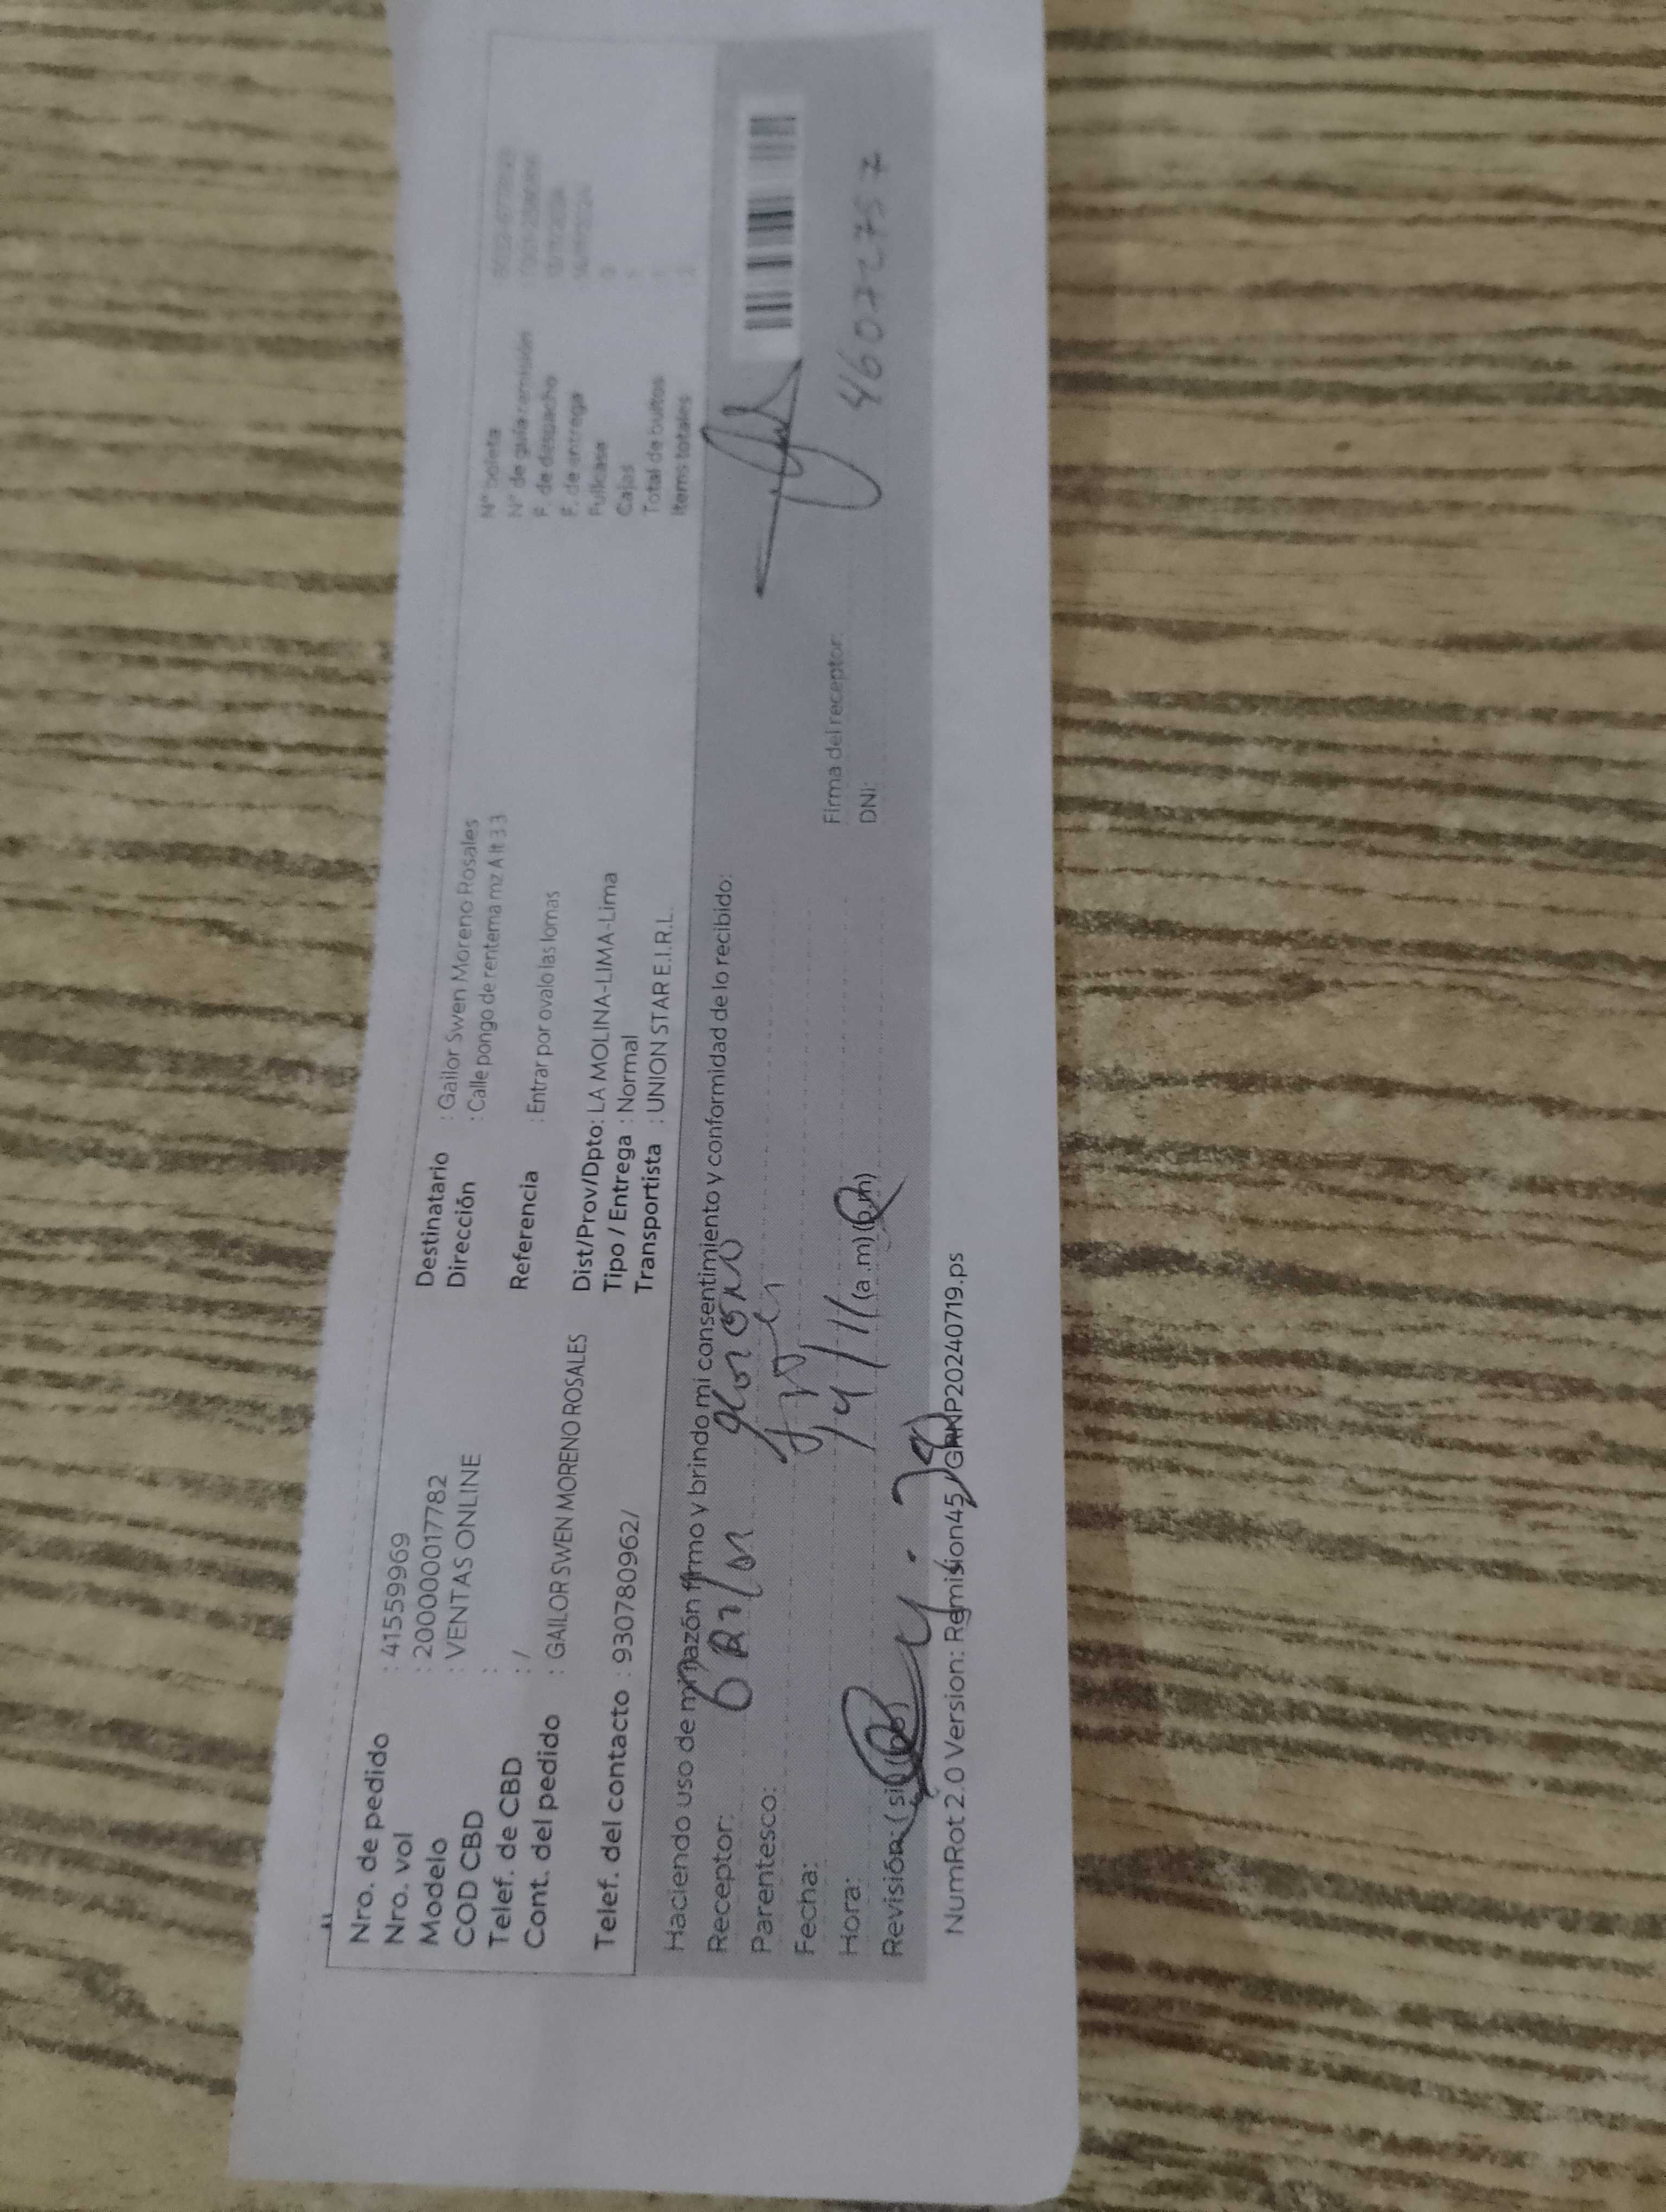 Nro. de pedido : 41559969
Nro. vol : 2000000017782
Modelo : VENTAS ONLINE
COD CBD :
Telef. de CBD : /
Cont. del pedido : GAILOR SWEN MORENO ROSALES
Telef. del contacto : 930780962/
Destinatario : Gailor Swen Moreno Rosales
Dirección : Calle pongo de rentema mz A lt 33
Referencia : Entrar por ovalo las lomas
Dist/Prov/Dpto: LA MOLINA-LIMA-Lima
Tipo / Entrega : Normal
Transportista : UNION STAR E.I.R.L.
N° boleta
N° de guía remisión
F. de despacho
F. de entrega
Fullcase
Cajas
Total de bultos
Items totales
Haciendo uso de mi razón firmo y brindo mi consentimiento y conformidad de lo recibido:
Receptor:
Parentesco:
Fecha:
Hora: (a.m) (p.m)
Revisión: ( si ) ( no )
Firma del receptor:
DNI: 46072757
NumRot 2.0 Version: Remision45 GRNP20240719.ps